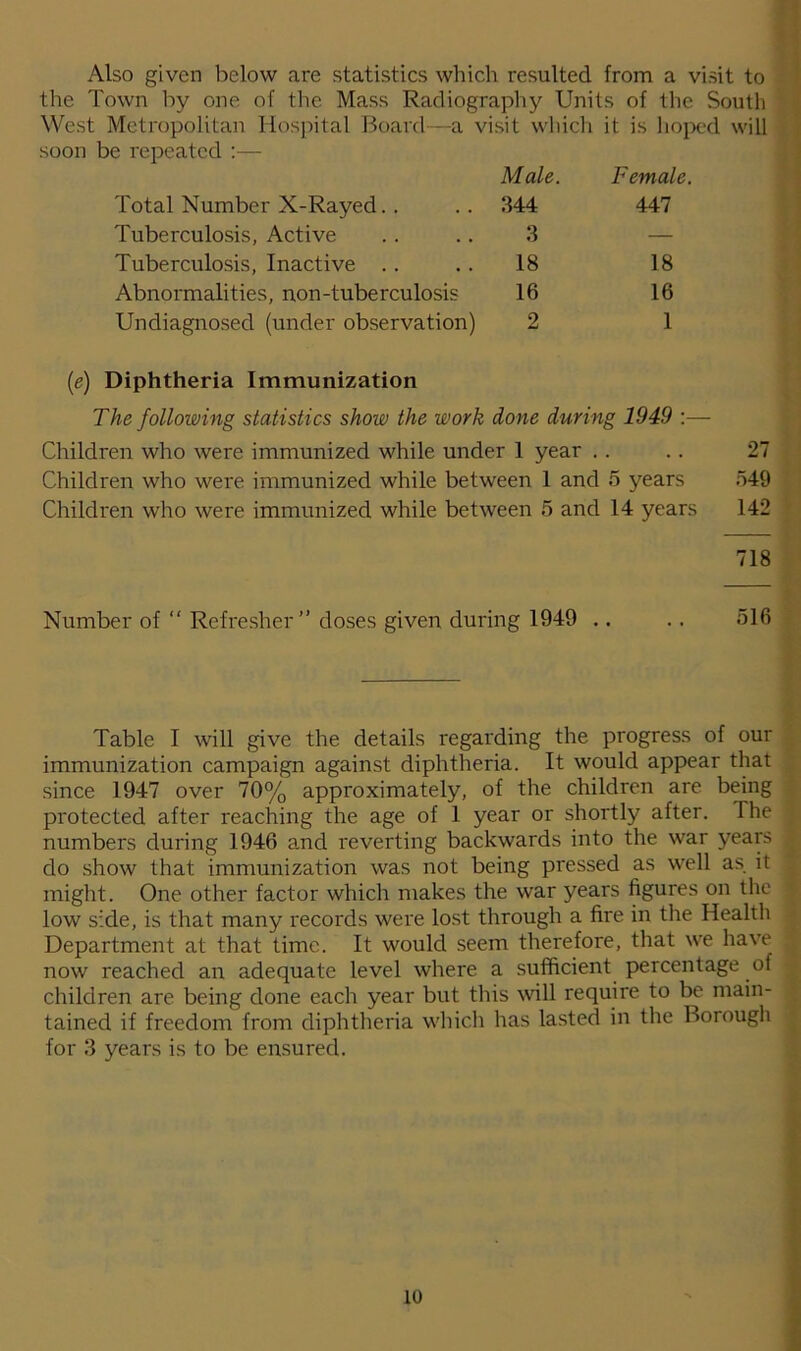 Also given below are statistics which resulted from a visit to
the Town by one of the Mass Radiography Units of the South
West Metropolitan Hospital Board—a visit which it is hoped will
soon be repeated :—
Male. Female.
Total Number X-Rayed. . . . 344 447
Tuberculosis, Active . . . . 3 —
Tuberculosis, Inactive . . . . 18 18
Abnormalities, non-tuberculosis 16 16
Undiagnosed (under observation) 2 1
(e) Diphtheria Immunization
The following statistics show the work done during 1949 :—
Children who were immunized while under 1 year . . . . 27
Children who were immunized while between 1 and 5 years 549
Children who were immunized while between 5 and 14 years 142
718
Number of “ Refresher ” doses given during 1949 . . . . 516
Table I will give the details regarding the progress of our
immunization campaign against diphtheria. It would appear that
since 1947 over 70% approximately, of the children are being
protected after reaching the age of 1 year or shortly after. The
numbers during 1946 and reverting backwards into the war years
do show that immunization was not being pressed as well as it
might. One other factor which makes the war years figures on the
low side, is that many records were lost through a fire in the Health
Department at that time. It would seem therefore, that we have
now reached an adequate level where a sufficient percentage of
children are being done each year but this will require to be main-
tained if freedom from diphtheria which has lasted in the Borough
for 3 years is to be ensured.
10